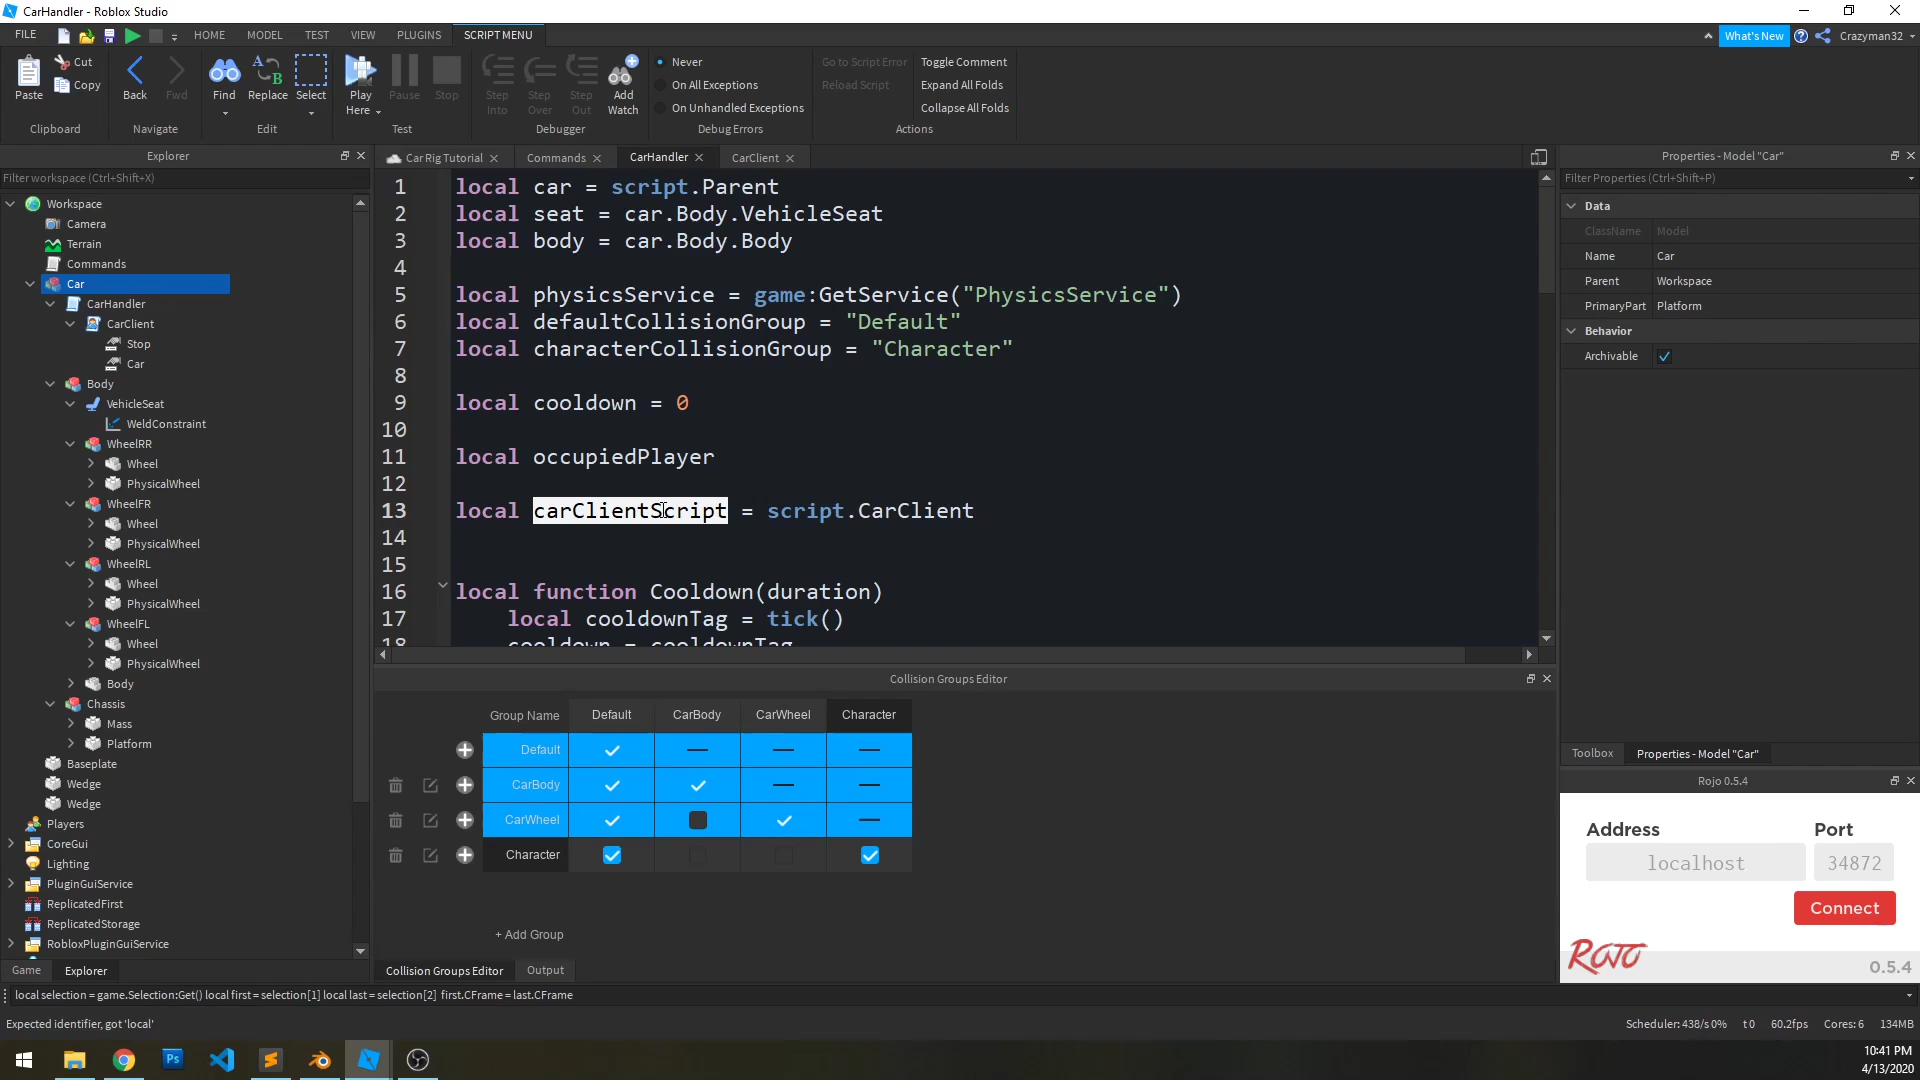 CarHandler - Roblox Studio
FILE HOME MODEL TEST VIEW PLUGINS SCRIPT MENU What's New Crazyman32
Paste Cut Copy Clipboard
Back Fwd Navigate
Find Replace Select Edit
Play Here Pause Stop Test
Step Into Step Over Step Out Add Watch Debugger
Never
On All Exceptions
On Unhandled Exceptions
Debug Errors
Go to Script Error
Reload Script
Toggle Comment
Expand All Folds
Collapse All Folds
Actions
Explorer
Filter workspace (Ctrl+Shift+X)
Workspace
Camera
Terrain
Commands
Car
CarHandler
CarClient
Stop
Car
Body
VehicleSeat
WeldConstraint
WheelRR
Wheel
PhysicalWheel
WheelFR
Wheel
PhysicalWheel
WheelRL
Wheel
PhysicalWheel
WheelFL
Wheel
PhysicalWheel
Body
Chassis
Mass
Platform
Baseplate
Wedge
Wedge
Players
CoreGui
Lighting
PluginGuiService
ReplicatedFirst
ReplicatedStorage
RobloxPluginGuiService
Game Explorer
Car Rig Tutorial Commands CarHandler CarClient
1 local car = script.Parent
2 local seat = car.Body.VehicleSeat
3 local body = car.Body.Body
4
5 local physicsService = game:GetService("PhysicsService")
6 local defaultCollisionGroup = "Default"
7 local characterCollisionGroup = "Character"
8
9 local cooldown = 0
10
11 local occupiedPlayer
12
13 local carClientScript = script.CarClient
14
15
16 local function Cooldown(duration)
17 local cooldownTag = tick()
18 cooldown = cooldownTag
Collision Groups Editor
Group Name Default CarBody CarWheel Character
Default
CarBody
CarWheel
Character
+ Add Group
Collision Groups Editor Output
Properties - Model "Car"
Filter Properties (Ctrl+Shift+P)
Data
ClassName Model
Name Car
Parent Workspace
PrimaryPart Platform
Behavior
Archivable
Toolbox Properties - Model "Car"
Rojo 0.5.4
Address Port
localhost 34872
Connect
ROJO 0.5.4
local selection = game.Selection:Get() local first = selection[1] local last = selection[2] first.CFrame = last.CFrame
Expected identifier, got 'local' Scheduler: 438/s 0% t 0 60.2fps Cores: 6 134MB
Ps
10:41 PM
4/13/2020